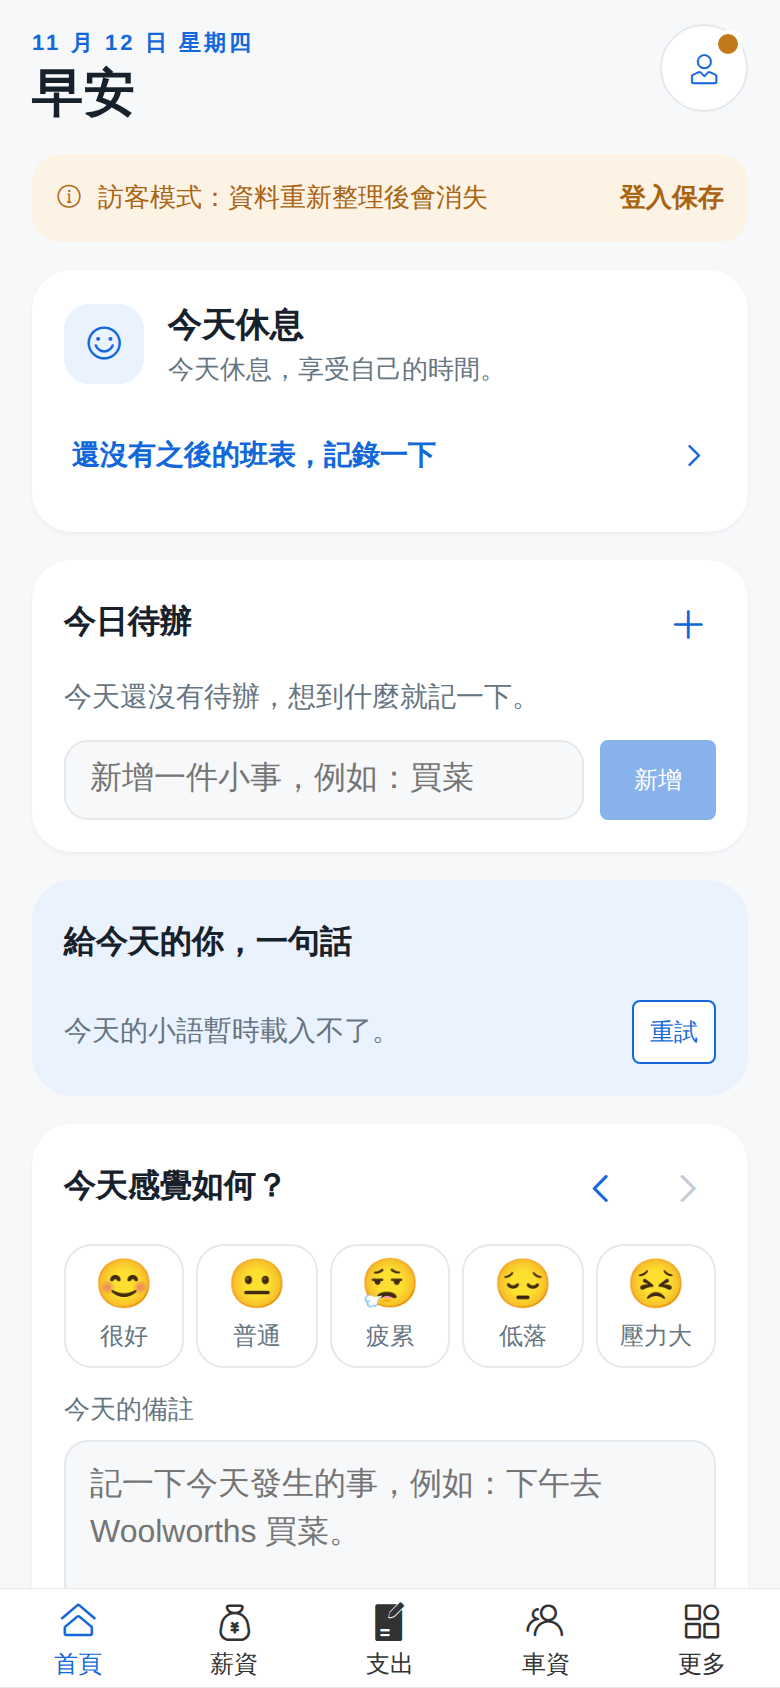 11 月 12 日 星期四
早安
訪客模式：資料重新整理後會消失
登入保存
今天休息
今天休息，享受自己的時間。
還沒有之後的班表，記錄一下
今日待辦
今天還沒有待辦，想到什麼就記一下。
新增一件小事，例如：買菜
新增
給今天的你，一句話
今天的小語暫時載入不了。
重試
今天感覺如何？
很好
普通
疲累
低落
壓力大
今天的備註
記一下今天發生的事，例如：下午去
Woolworths 買菜。
首頁
薪資
支出
車資
更多